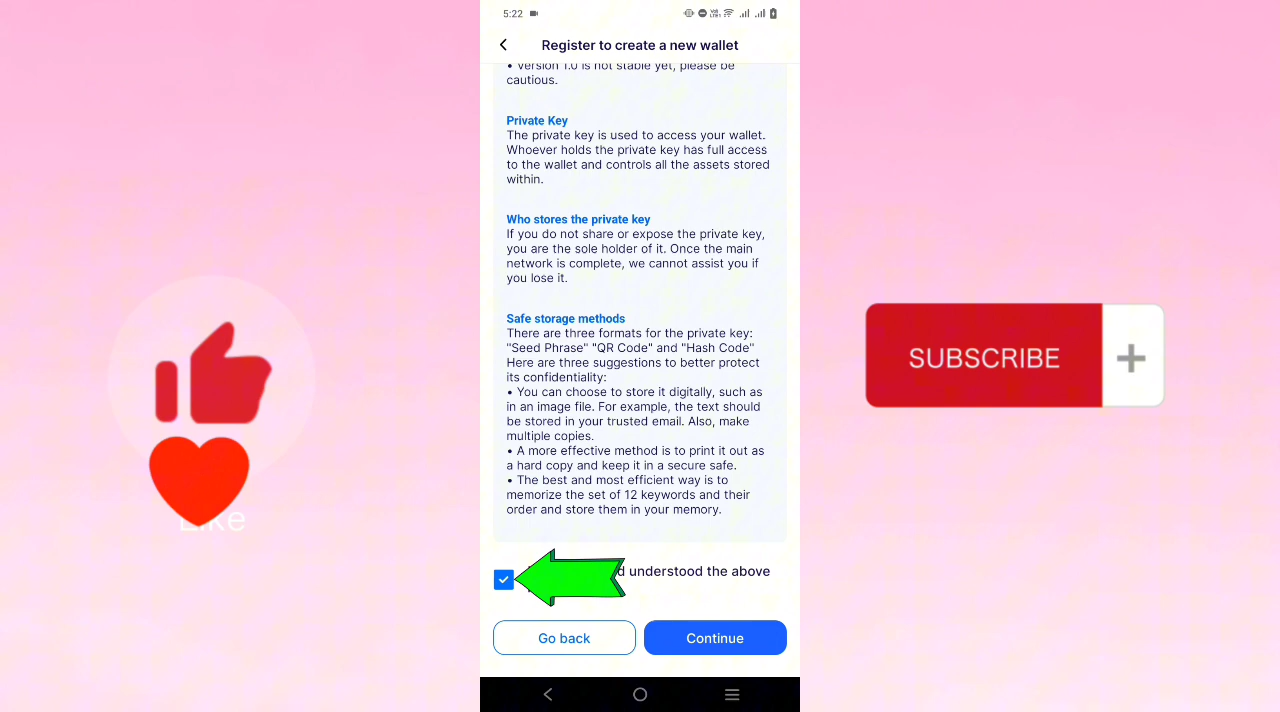 5:22
Register to create a new wallet
• Version 1.0 is not stable yet, please be
cautious.
Private Key
The private key is used to access your wallet.
Whoever holds the private key has full access
to the wallet and controls all the assets stored
within.
Who stores the private key
If you do not share or expose the private key,
you are the sole holder of it. Once the main
network is complete, we cannot assist you if
you lose it.
Safe storage methods
There are three formats for the private key:
"Seed Phrase" "QR Code" and "Hash Code"
Here are three suggestions to better protect
its confidentiality:
• You can choose to store it digitally, such as
in an image file. For example, the text should
be stored in your trusted email. Also, make
multiple copies.
• A more effective method is to print it out as
a hard copy and keep it in a secure safe.
• The best and most efficient way is to
memorize the set of 12 keywords and their
order and store them in your memory.
understood the above
Go back
Continue
Like
SUBSCRIBE